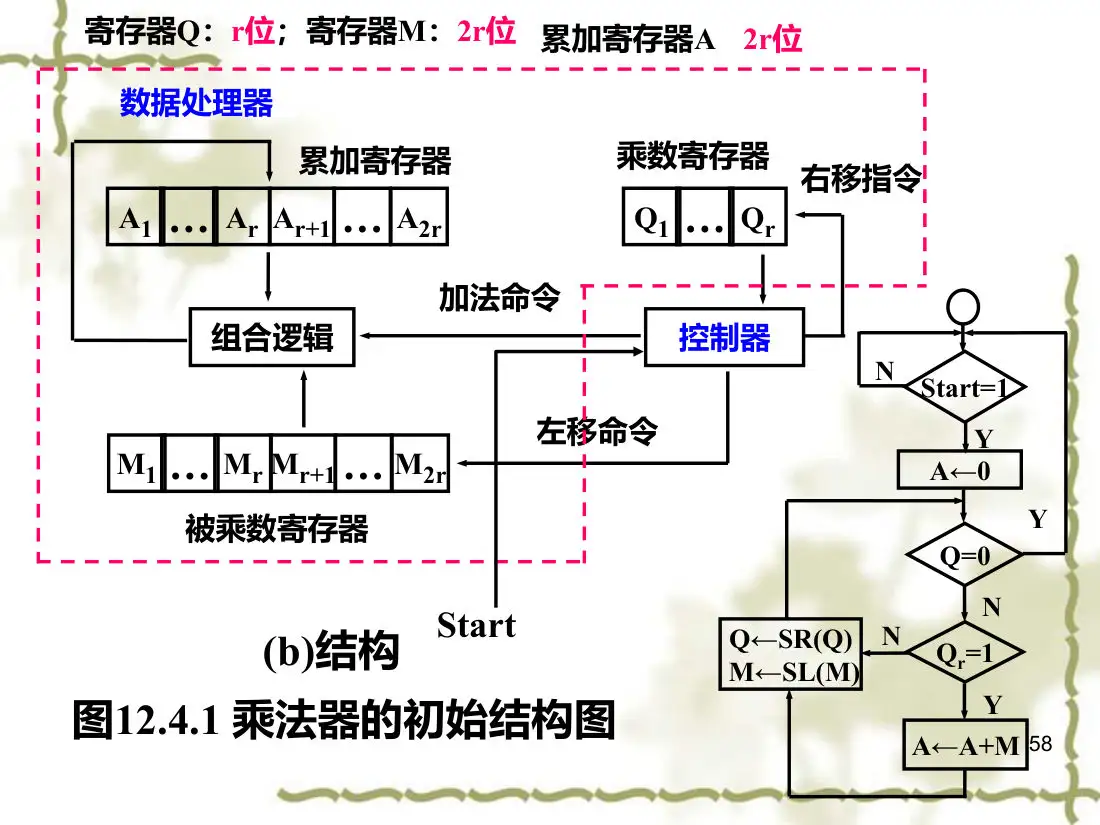 寄存器Q：r位；寄存器M：2r位 累加寄存器A 2r位
数据处理器
累加寄存器
乘数寄存器
右移指令
A1 … Ar Ar+1 … A2r
Q1 … Qr
加法命令
组合逻辑
控制器
左移命令
M1 … Mr Mr+1 … M2r
被乘数寄存器
Start
(b)结构
图12.4.1 乘法器的初始结构图
N
Start=1
Y
A←0
Y
Q=0
N
Q←SR(Q)
M←SL(M)
N
Qr=1
Y
A←A+M
58